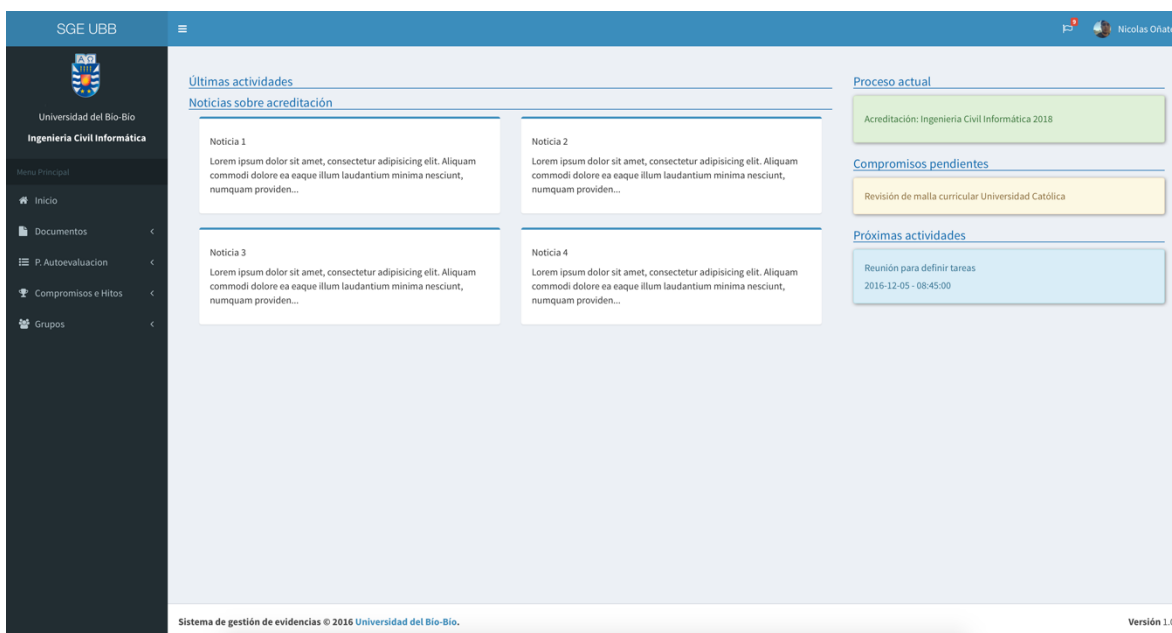 SGE UBB
9
Nicolas Oñate
Universidad del Bío-Bío
Ingeniería Civil Informática
Menu Principal
Inicio
Documentos
P. Autoevaluacion
Compromisos e Hitos
Grupos
Últimas actividades
Noticias sobre acreditación
Noticia 1
Lorem ipsum dolor sit amet, consectetur adipisicing elit. Aliquam
commodi dolore ea eaque illum laudantium minima nesciunt,
numquam providen...
Noticia 2
Lorem ipsum dolor sit amet, consectetur adipisicing elit. Aliquam
commodi dolore ea eaque illum laudantium minima nesciunt,
numquam providen...
Noticia 3
Lorem ipsum dolor sit amet, consectetur adipisicing elit. Aliquam
commodi dolore ea eaque illum laudantium minima nesciunt,
numquam providen...
Noticia 4
Lorem ipsum dolor sit amet, consectetur adipisicing elit. Aliquam
commodi dolore ea eaque illum laudantium minima nesciunt,
numquam providen...
Proceso actual
Acreditación: Ingeniería Civil Informática 2018
Compromisos pendientes
Revisión de malla curricular Universidad Católica
Próximas actividades
Reunión para definir tareas
2016-12-05 - 08:45:00
Sistema de gestión de evidencias © 2016 Universidad del Bío-Bío.
Versión 1.0